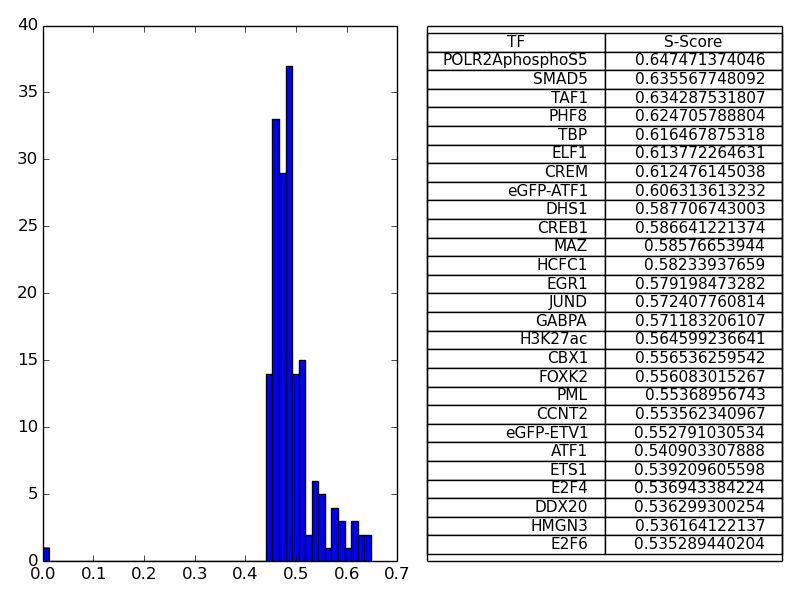 40
35
30
25
20
15
10
5
0
0.0 0.1 0.2 0.3 0.4 0.5 0.6 0.7
TF S-Score
POLR2AphosphoS5 0.647471374046
SMAD5 0.635567748092
TAF1 0.634287531807
PHF8 0.624705788804
TBP 0.616467875318
ELF1 0.613772264631
CREM 0.612476145038
eGFP-ATF1 0.606313613232
DHS1 0.587706743003
CREB1 0.586641221374
MAZ 0.58576653944
HCFC1 0.58233937659
EGR1 0.579198473282
JUND 0.572407760814
GABPA 0.571183206107
H3K27ac 0.564599236641
CBX1 0.556536259542
FOXK2 0.556083015267
PML 0.55368956743
CCNT2 0.553562340967
eGFP-ETV1 0.552791030534
ATF1 0.540903307888
ETS1 0.539209605598
E2F4 0.536943384224
DDX20 0.536299300254
HMGN3 0.536164122137
E2F6 0.535289440204